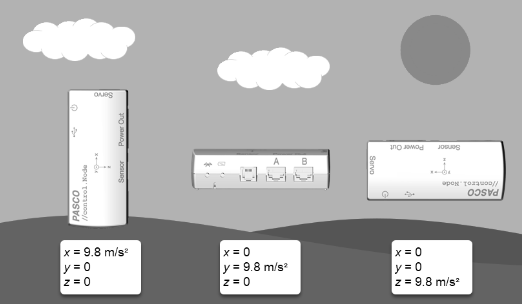 Servo
Power Out
Sensor
PASCO
//control.Node
A B
Power Out Sensor
Servo
//control.Node
PASCO
x = 9.8 m/s²
y = 0
z = 0
x = 0
y = 9.8 m/s²
z = 0
x = 0
y = 0
z = 9.8 m/s²